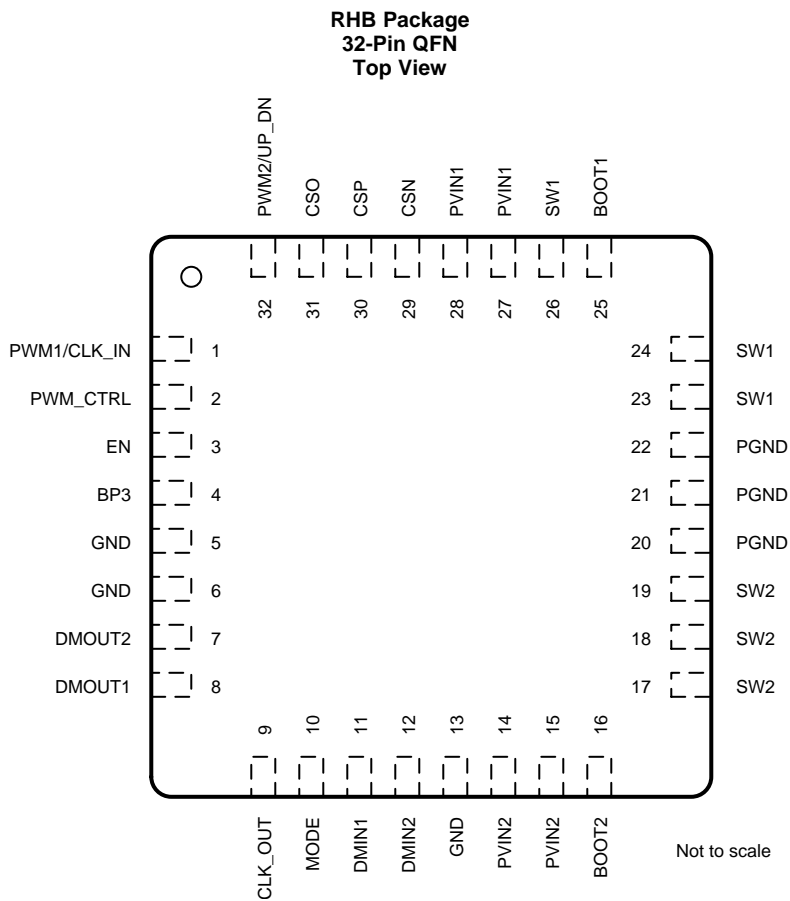 RHB Package
32-Pin QFN
Top View
PWM2/UP_DN
CSO
CSP
CSN
PVIN1
PVIN1
SW1
BOOT1
32
31
30
29
28
27
26
25
PWM1/CLK_IN 1
PWM_CTRL 2
EN 3
BP3 4
GND 5
GND 6
DMOUT2 7
DMOUT1 8
24 SW1
23 SW1
22 PGND
21 PGND
20 PGND
19 SW2
18 SW2
17 SW2
9
10
11
12
13
14
15
16
CLK_OUT
MODE
DMIN1
DMIN2
GND
PVIN2
PVIN2
BOOT2
Not to scale